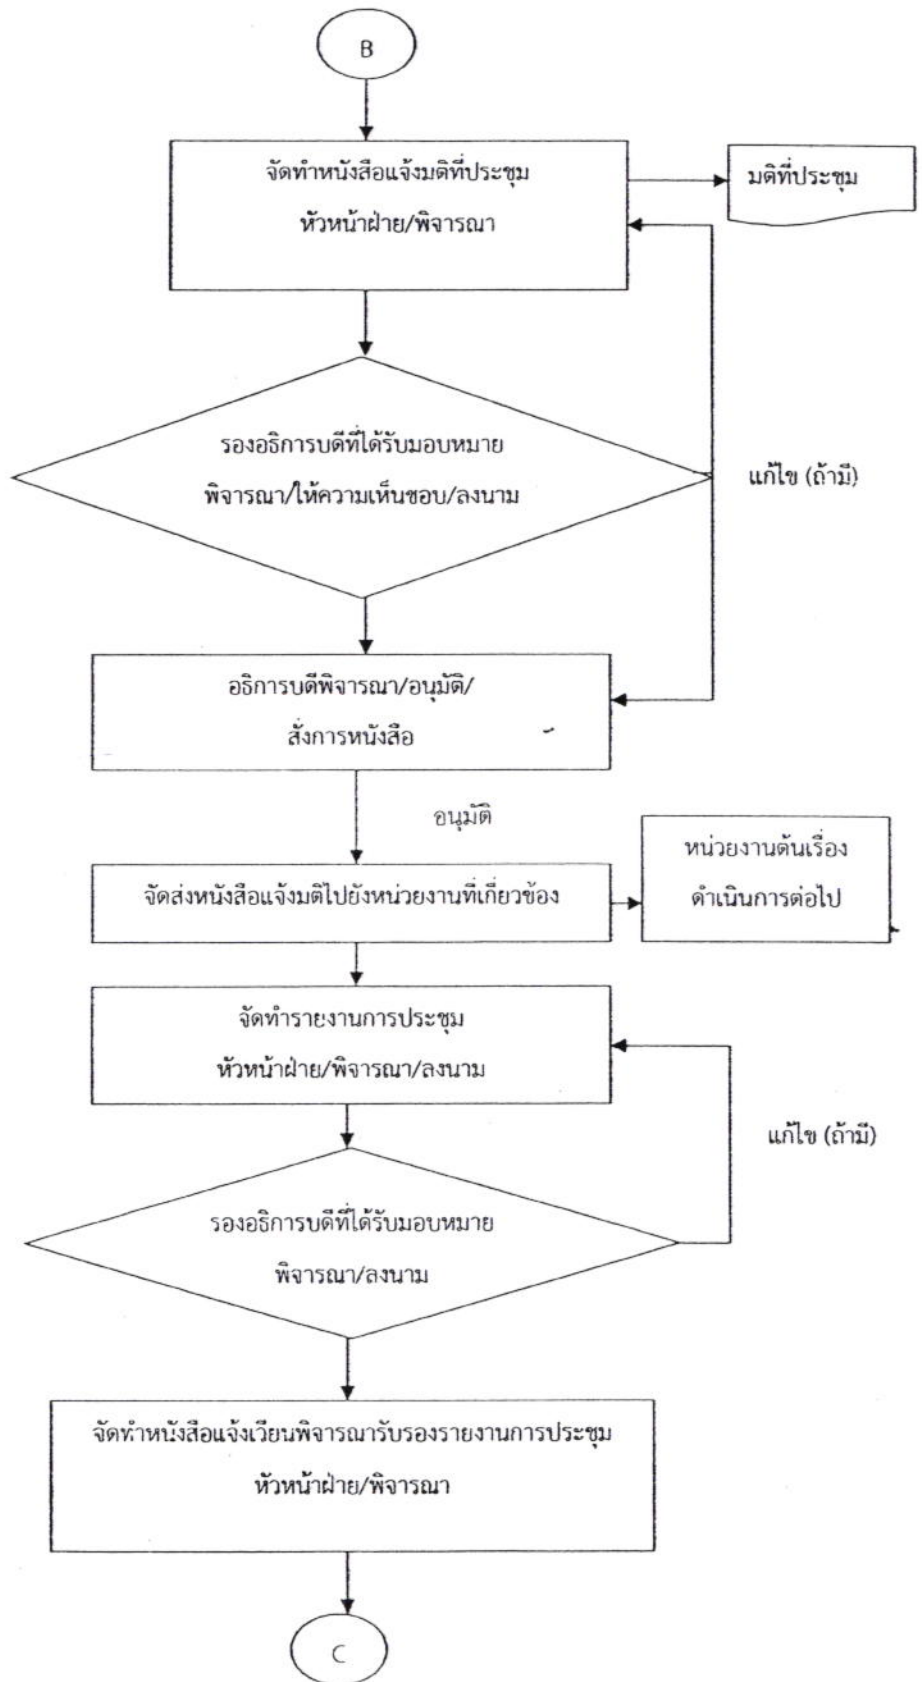 B
จัดทำหนังสือแจ้งมติที่ประชุม
หัวหน้าฝ่าย/พิจารณา
มติที่ประชุม
รองอธิการบดีที่ได้รับมอบหมาย
พิจารณา/ให้ความเห็นชอบ/ลงนาม
แก้ไข (ถ้ามี)
อธิการบดีพิจารณา/อนุมัติ/
สั่งการหนังสือ
อนุมัติ
จัดส่งหนังสือแจ้งมติไปยังหน่วยงานที่เกี่ยวข้อง
หน่วยงานต้นเรื่อง
ดำเนินการต่อไป
จัดทำรายงานการประชุม
หัวหน้าฝ่าย/พิจารณา/ลงนาม
แก้ไข (ถ้ามี)
รองอธิการบดีที่ได้รับมอบหมาย
พิจารณา/ลงนาม
จัดทำหนังสือแจ้งเวียนพิจารณารับรองรายงานการประชุม
หัวหน้าฝ่าย/พิจารณา
C